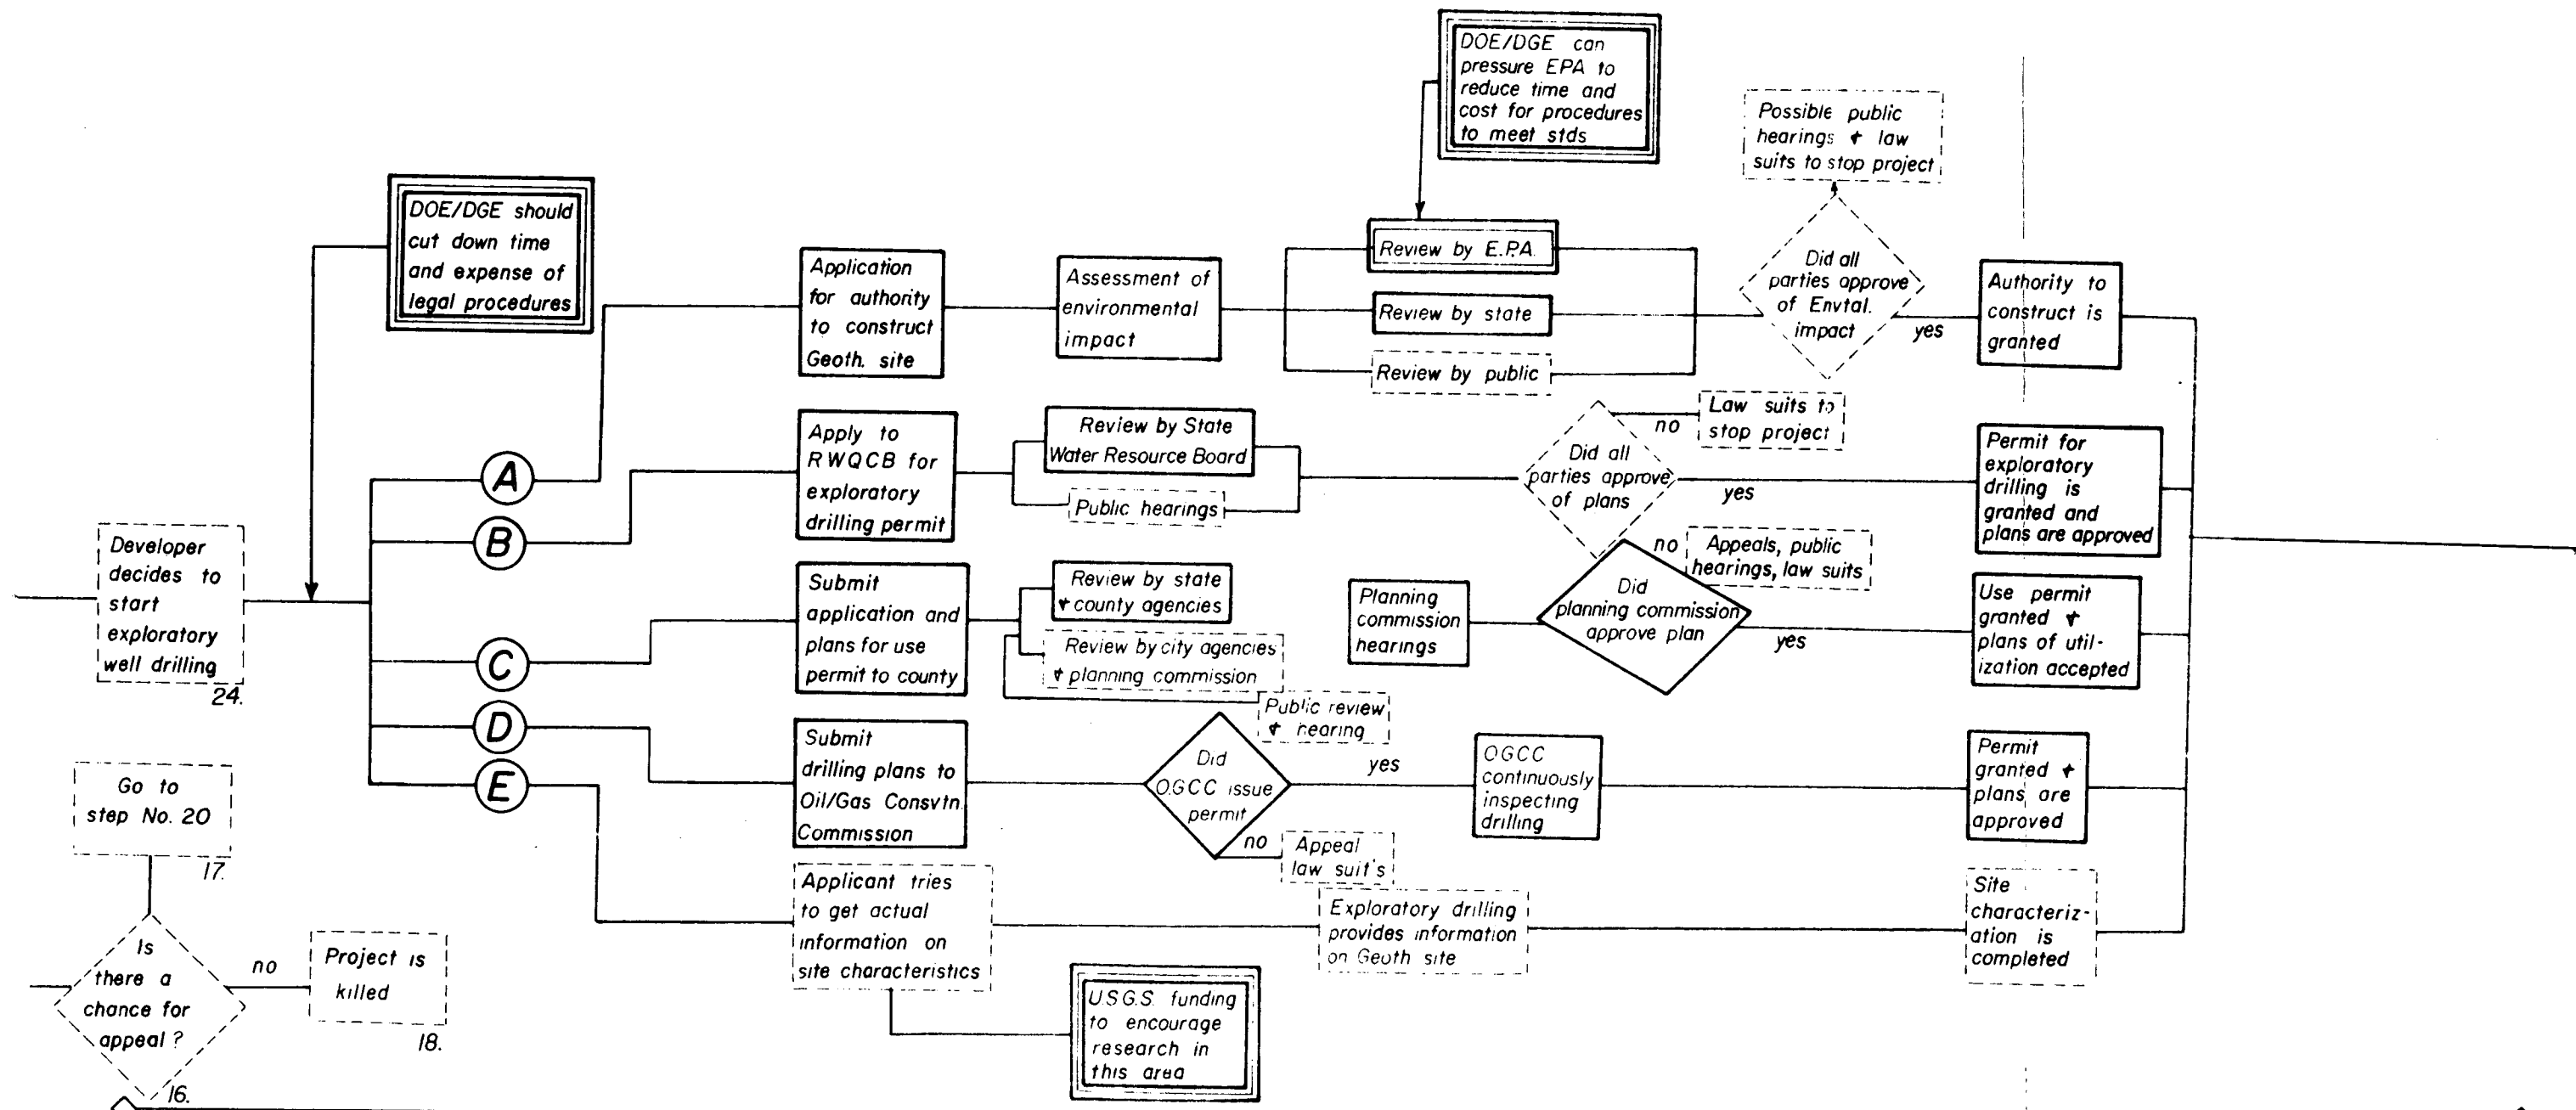 DOE/DGE can
pressure EPA to
reduce time and
cost for procedures
to meet stds
Possible public
hearings & law
suits to stop project
DOE/DGE should
cut down time
and expense of
legal procedures
Application
for authority
to construct
Geoth. site
Assessment of
environmental
impact
Review by E.P.A.
Review by state
Review by public
Did all
parties approve
of Envtal.
impact
yes
Authority to
construct is
granted
A
Apply to
RWQCB for
exploratory
drilling permit
Review by State
Water Resource Board
Public hearings
Did all
parties approve
of plans
no
Law suits to
stop project
yes
Permit for
exploratory
drilling is
granted and
plans are approved
B
Developer
decides to
start
exploratory
well drilling
24.
C
Submit
application and
plans for use
permit to county
Review by state
& county agencies
Review by city agencies
& planning commission
Public review
& hearing
Planning
commission
hearings
Did
planning commission
approve plan
no
Appeals, public
hearings, law suits
yes
Use permit
granted &
plans of util-
ization accepted
D
Submit
drilling plans to
Oil/Gas Consvtn.
Commission
Did
O.G.C.C issue
permit
yes
no
Appeal
law suit's
OGCC
continuously
inspecting
drilling
Permit
granted &
plans are
approved
E
Applicant tries
to get actual
information on
site characteristics
Exploratory drilling
provides information
on Geoth site
Site
characteriz-
ation is
completed
U.S.G.S. funding
to encourage
research in
this area
Go to
step No. 20
17.
Is
there a
chance for
appeal?
16.
no
Project is
killed
18.